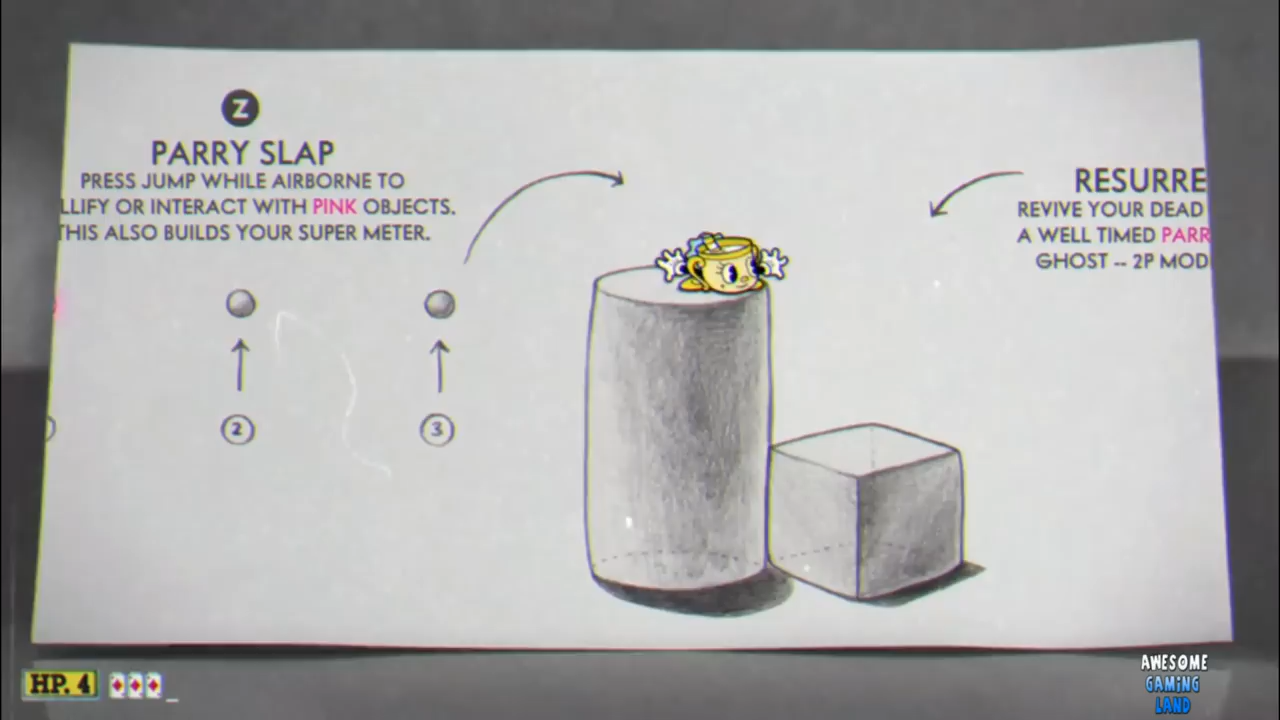 Z
PARRY SLAP
PRESS JUMP WHILE AIRBORNE TO
LLIFY OR INTERACT WITH PINK OBJECTS.
THIS ALSO BUILDS YOUR SUPER METER.
2
3
RESURRE
REVIVE YOUR DEAD
A WELL TIMED PARR
GHOST -- 2P MOD
HP. 4
AWESOME
GAMING
LAND